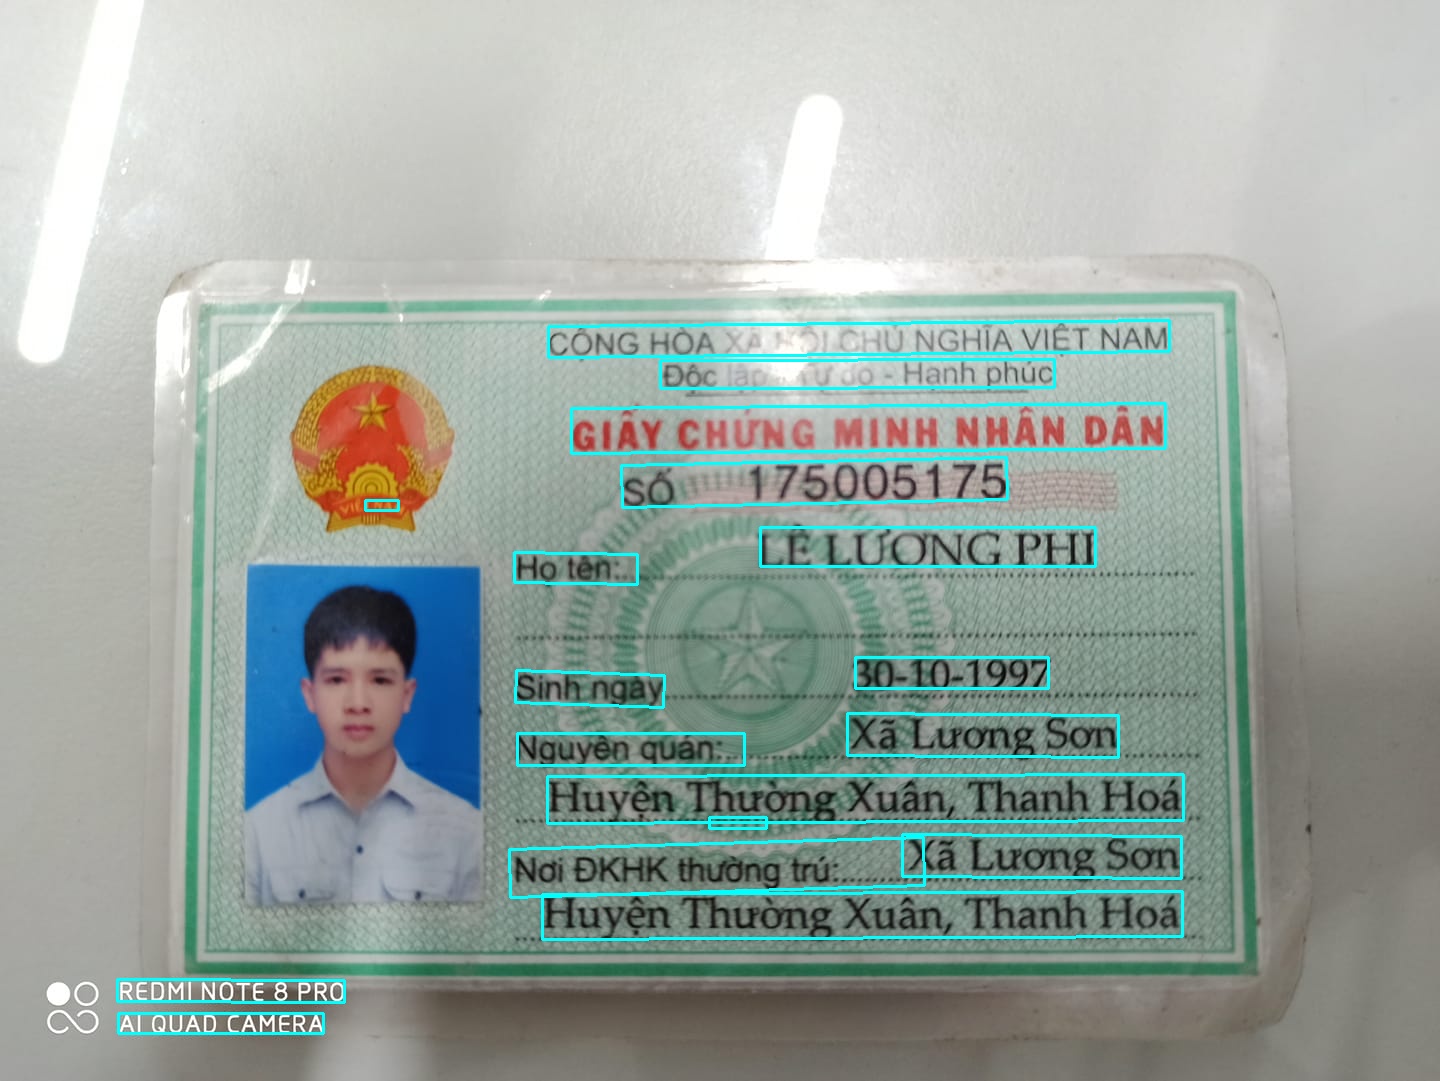 CỘNG HÒA XÃ HỘI CHỦ NGHĨA VIỆT NAM
Độc lập - Tự do - Hạnh phúc
GIẤY CHỨNG MINH NHÂN DÂN
SỐ 175005175
VIỆT NAM
Họ tên: LÊ LƯƠNG PHI
Sinh ngày 30-10-1997
Nguyên quán: Xã Lương Sơn
Huyện Thường Xuân, Thanh Hoá
Nơi ĐKHK thường trú: Xã Lương Sơn
Huyện Thường Xuân, Thanh Hoá
REDMI NOTE 8 PRO
AI QUAD CAMERA